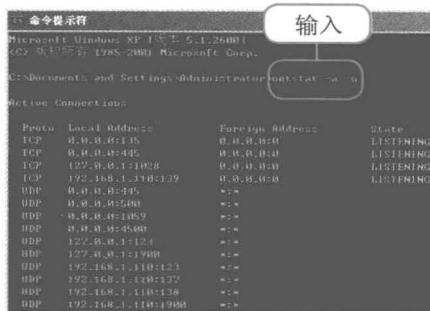 命令提示符
输入
Microsoft Windows XP [版本 5.1.2600]
(C) 版权所有 1985-2001 Microsoft Corp.
C:\Documents and Settings\Administrator>netstat -a -n
Active Connections
Proto Local Address Foreign Address State
TCP 0.0.0.0:135 0.0.0.0:0 LISTENING
TCP 0.0.0.0:445 0.0.0.0:0 LISTENING
TCP 127.0.0.1:1028 0.0.0.0:0 LISTENING
TCP 192.168.1.110:139 0.0.0.0:0 LISTENING
UDP 0.0.0.0:445 *:*
UDP 0.0.0.0:500 *:*
UDP 0.0.0.0:1059 *:*
UDP 0.0.0.0:4500 *:*
UDP 127.0.0.1:123 *:*
UDP 127.0.0.1:1900 *:*
UDP 192.168.1.110:123 *:*
UDP 192.168.1.110:137 *:*
UDP 192.168.1.110:138 *:*
UDP 192.168.1.110:1900 *:*